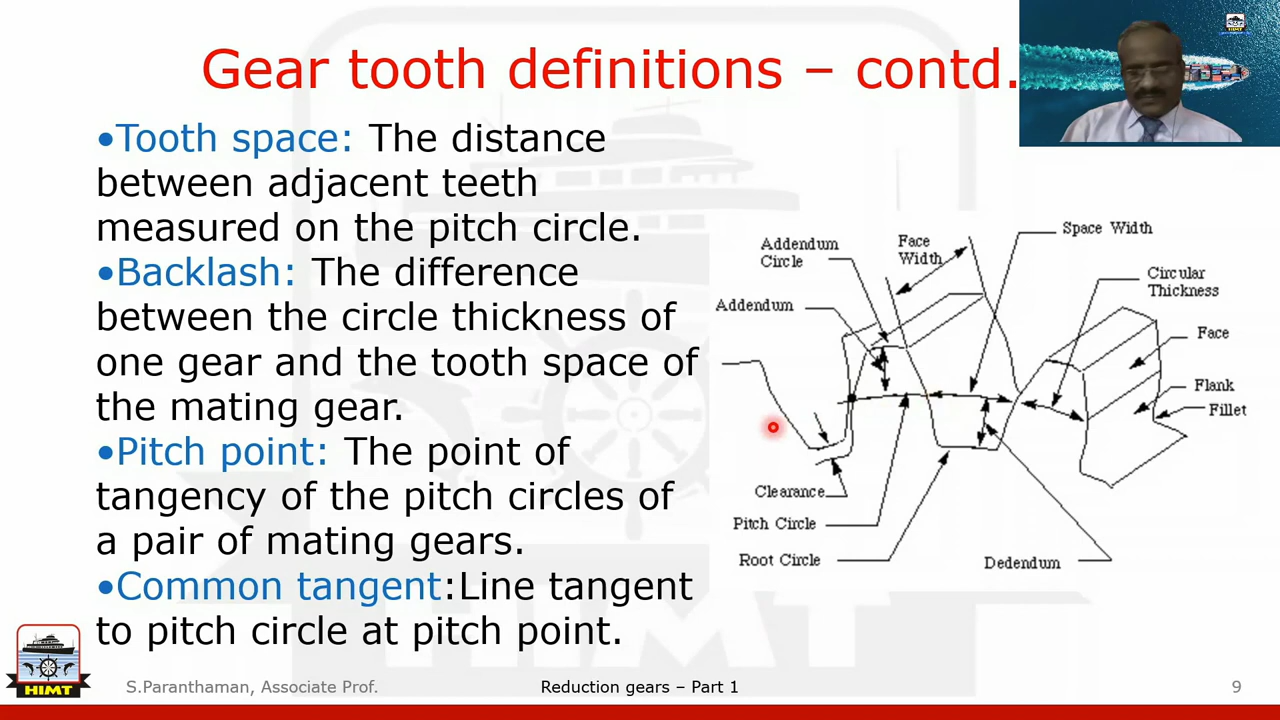 Gear tooth definitions – contd.
•Tooth space: The distance
between adjacent teeth
measured on the pitch circle.
•Backlash: The difference
between the circle thickness of
one gear and the tooth space of
the mating gear.
•Pitch point: The point of
tangency of the pitch circles of
a pair of mating gears.
•Common tangent:Line tangent
to pitch circle at pitch point.
Addendum
Circle
Face
Width
Space Width
Circular
Thickness
Addendum
Face
Flank
Fillet
Clearance
Pitch Circle
Root Circle
Dedendum
HIMT
HIMT
HIMT
S.Paranthaman, Associate Prof.
Reduction gears – Part 1
9